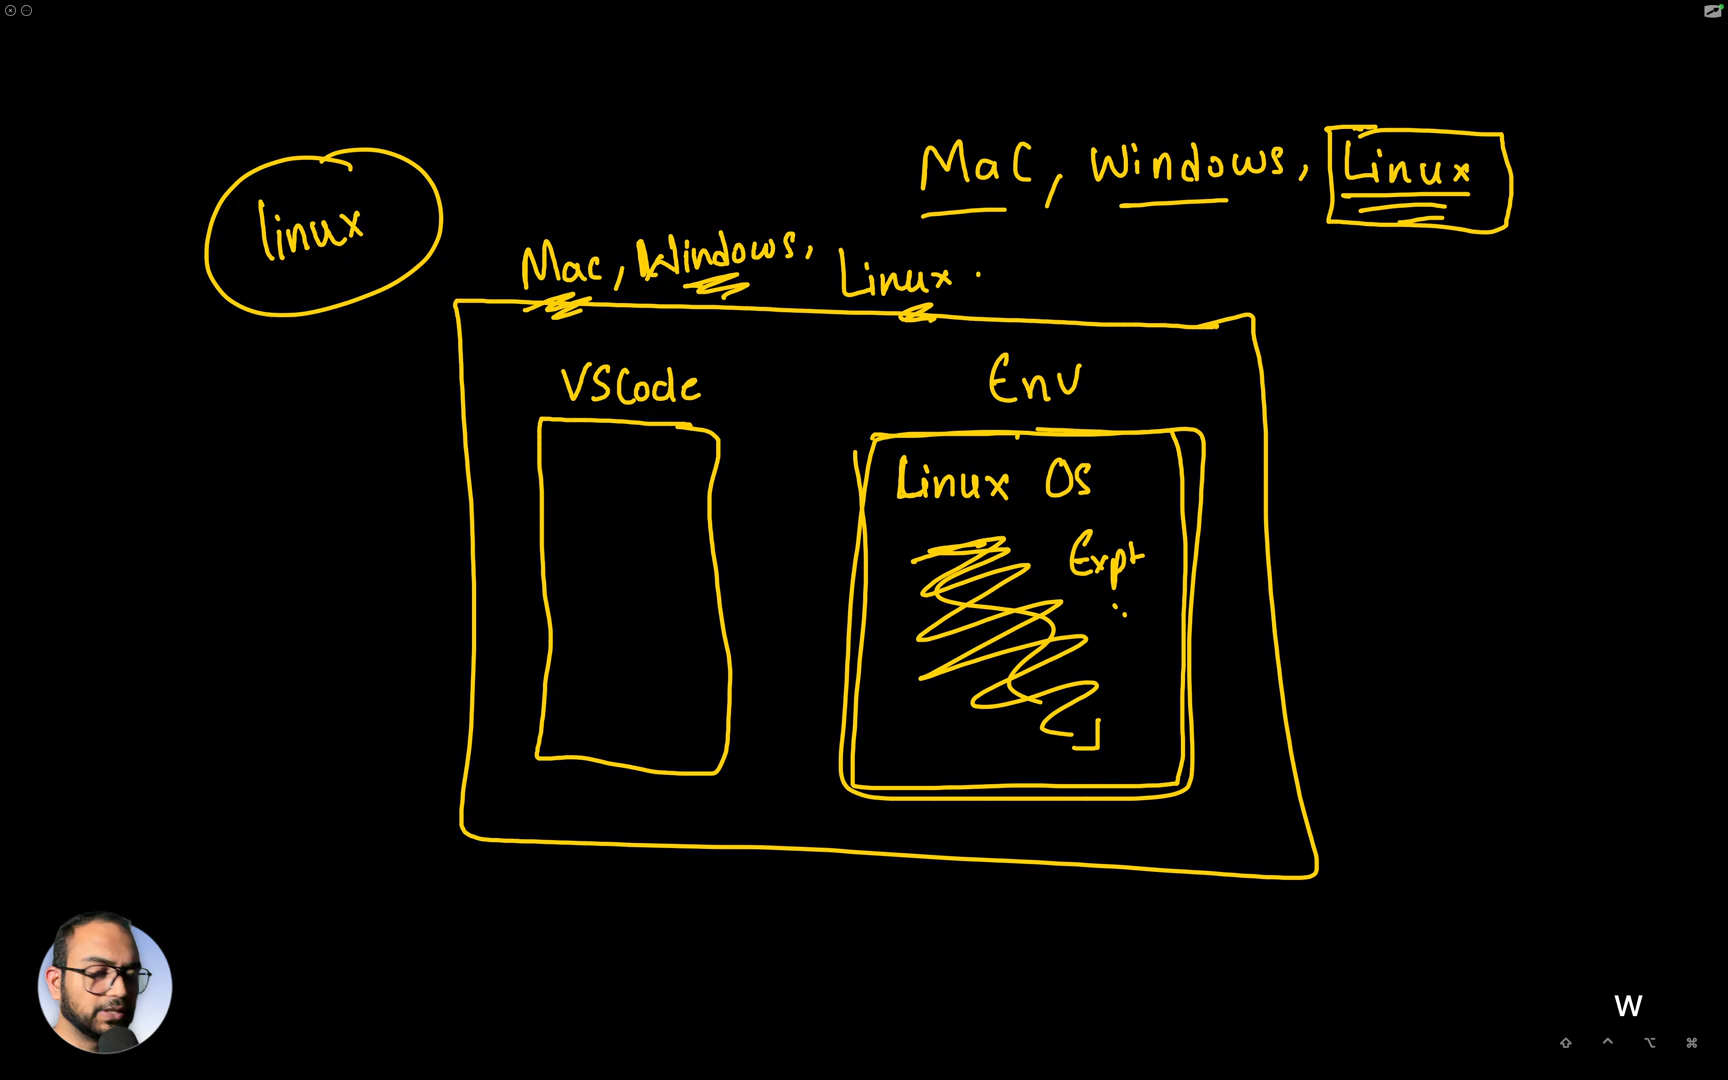 Mac, Windows, Linux
linux
Mac, Windows, Linux.
VSCode
Env
Linux OS
Expt
W